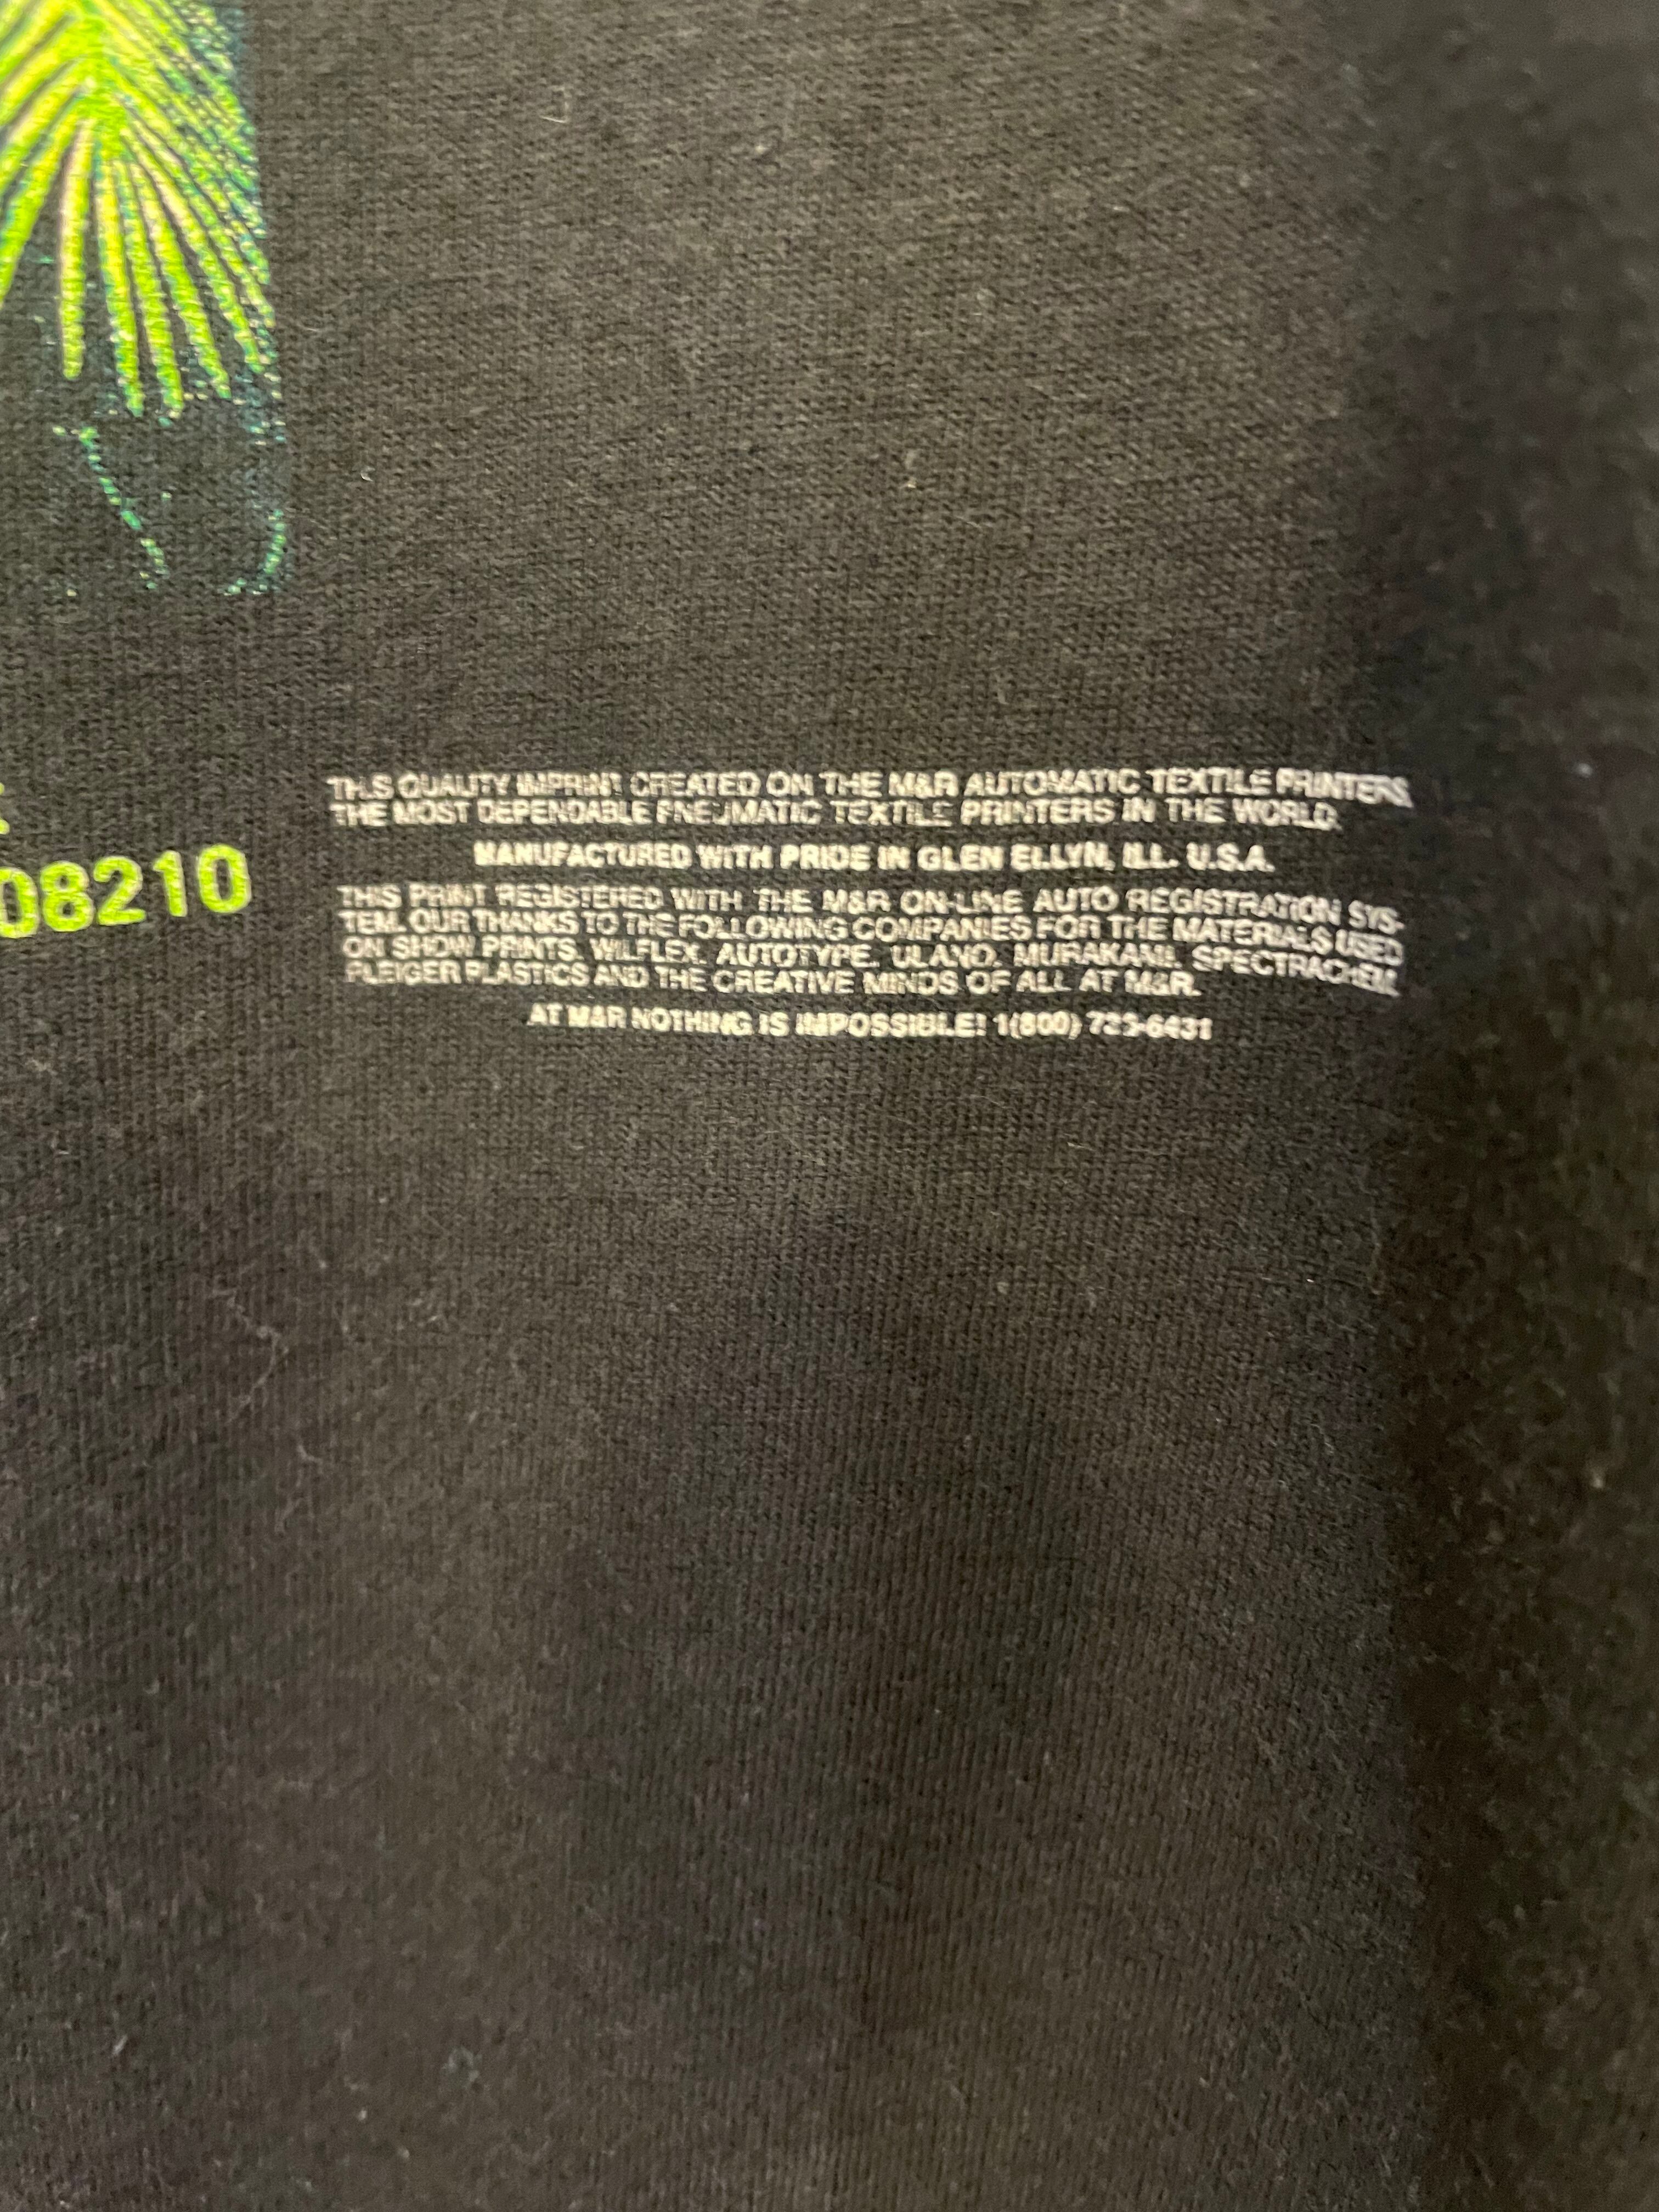 08210
THIS QUALITY IMPRINT CREATED ON THE M&R AUTOMATIC TEXTILE PRINTERS,
THE MOST DEPENDABLE PNEUMATIC TEXTILE PRINTERS IN THE WORLD.
MANUFACTURED WITH PRIDE IN GLEN ELLYN, ILL. U.S.A.
THIS PRINT REGISTERED WITH THE M&R ON-LINE AUTO REGISTRATION SYS-
TEM. OUR THANKS TO THE FOLLOWING COMPANIES FOR THE MATERIALS USED
ON SHOW PRINTS, WILFLEX, AUTOTYPE, ULANO, MURAKAMI, SPECTRACHEM,
PLEIGER PLASTICS AND THE CREATIVE MINDS OF ALL AT M&R.
AT M&R NOTHING IS IMPOSSIBLE! 1(800)